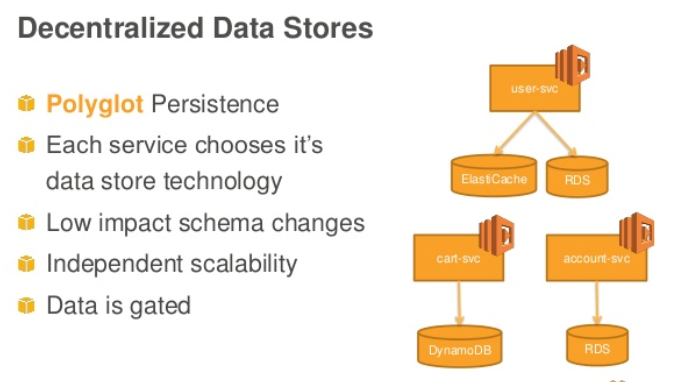 Decentralized Data Stores
Polyglot Persistence
Each service chooses it's
data store technology
Low impact schema changes
Independent scalability
Data is gated
user-svc
ElastiCache
RDS
cart-svc
account-svc
DynamoDB
RDS